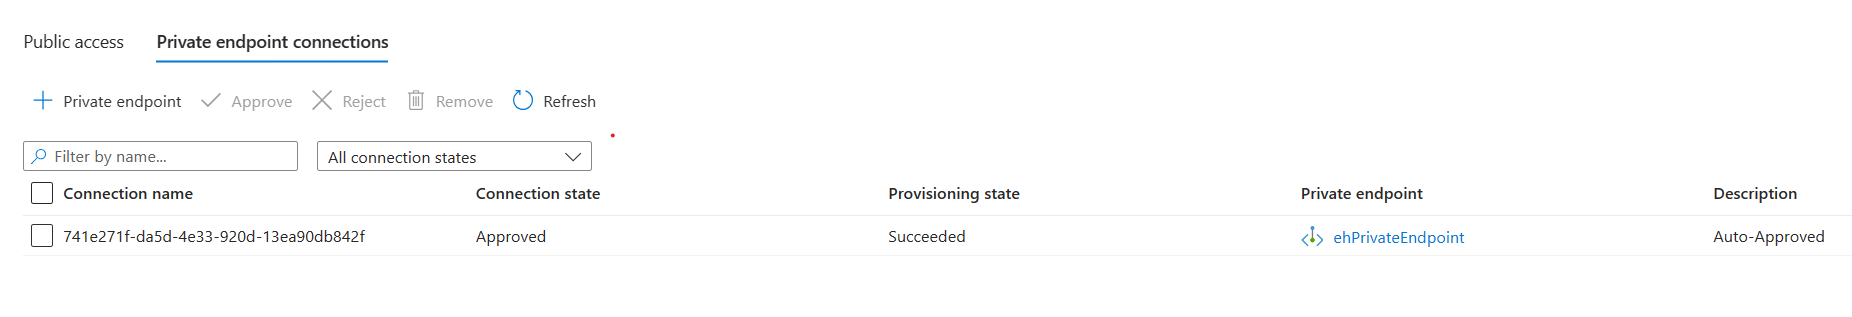 Public access Private endpoint connections
Private endpoint Approve Reject Remove Refresh
Filter by name... All connection states
Connection name Connection state Provisioning state Private endpoint Description
741e271f-da5d-4e33-920d-13ea90db842f Approved Succeeded ehPrivateEndpoint Auto-Approved